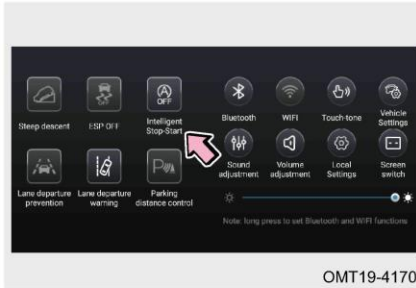 (A)
OFF
Steep descent
ESP OFF
Intelligent
Stop-Start
Bluetooth
WIFI
Touch-tone
Vehicle
Settings
Lane departure
prevention
Lane departure
warning
P
Parking
distance control
Sound
adjustment
Volume
adjustment
Local
Settings
Screen
switch
Note: long press to set Bluetooth and WIFI functions
OMT19-4170